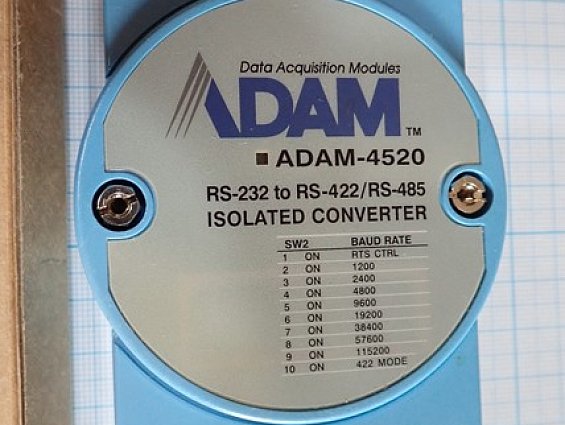 Data Acquisition Modules
ADAM™
■ ADAM-4520
RS-232 to RS-422/RS-485
ISOLATED CONVERTER
SW2 BAUD RATE
1 ON RTS CTRL
2 ON 1200
3 ON 2400
4 ON 4800
5 ON 9600
6 ON 19200
7 ON 38400
8 ON 57600
9 ON 115200
10 ON 422 MODE